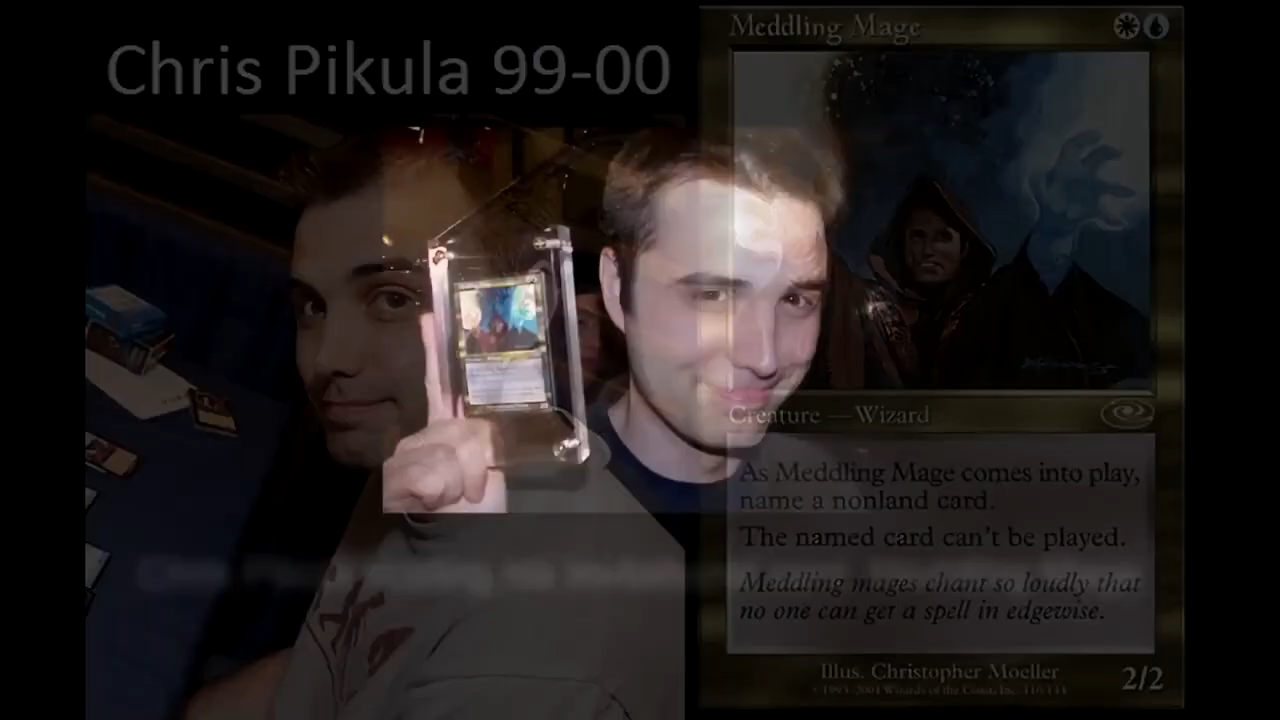 Chris Pikula 99-00
Meddling Mage
Creature — Wizard
As Meddling Mage comes into play,
name a nonland card.
The named card can't be played.
Meddling mages chant so loudly that
no one can get a spell in edgewise.
Illus. Christopher Moeller
2/2